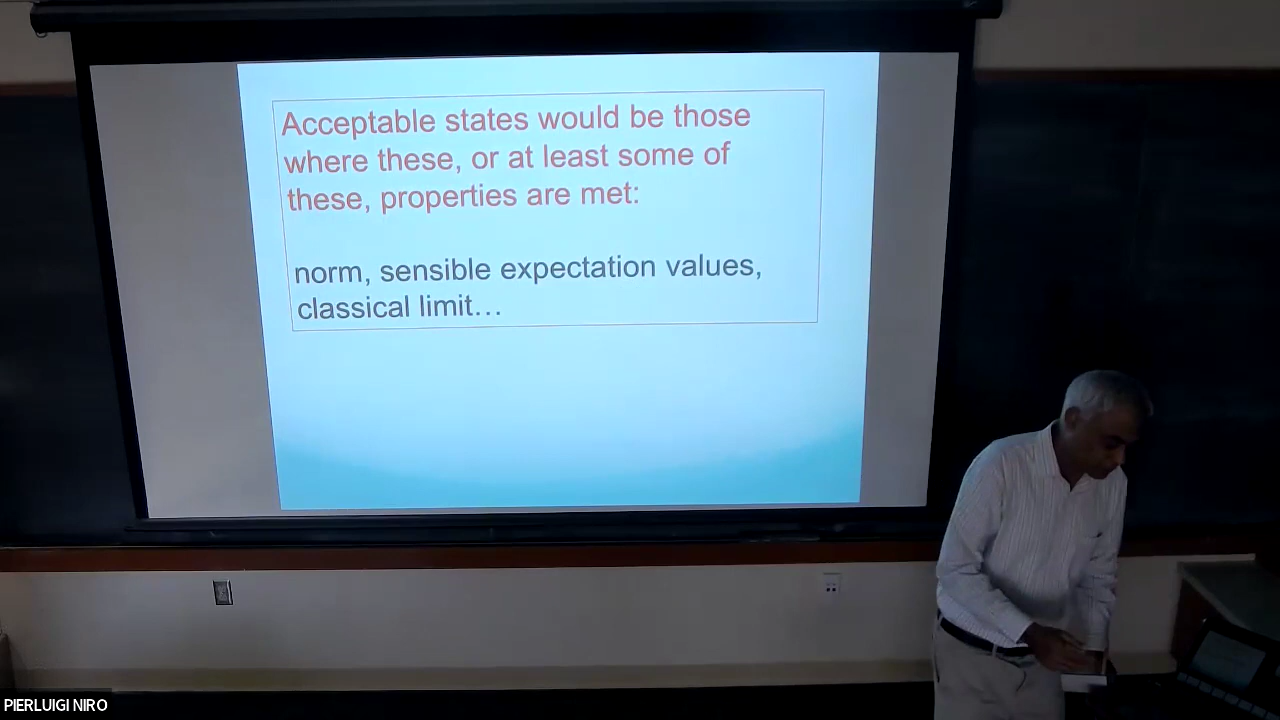 Acceptable states would be those
where these, or at least some of
these, properties are met:
norm, sensible expectation values,
classical limit…
PIERLUIGI NIRO